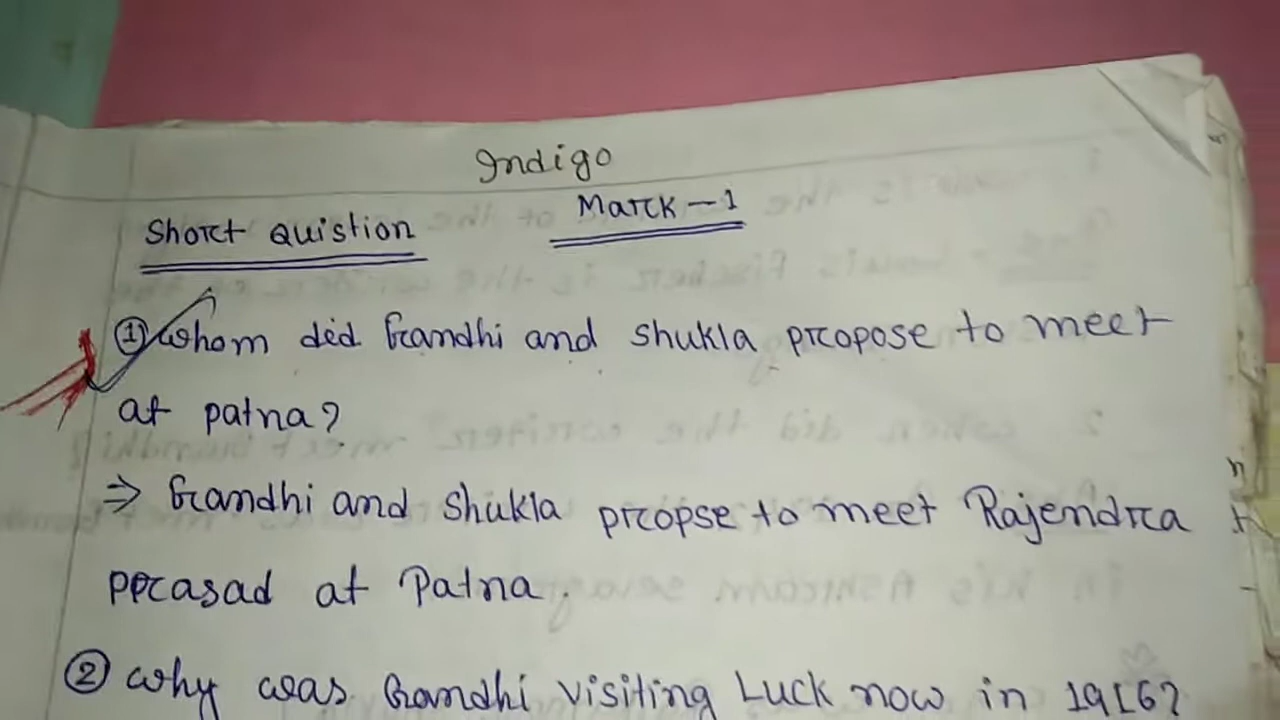 Indigo
Short Quistion Mark - 1
① Whom did Gandhi and Shukla propose to meet
at patna?
⇒ Gandhi and Shukla propse to meet Rajendra
prasad at Patna.
② Why was Gandhi visiting Luck now in 1916?